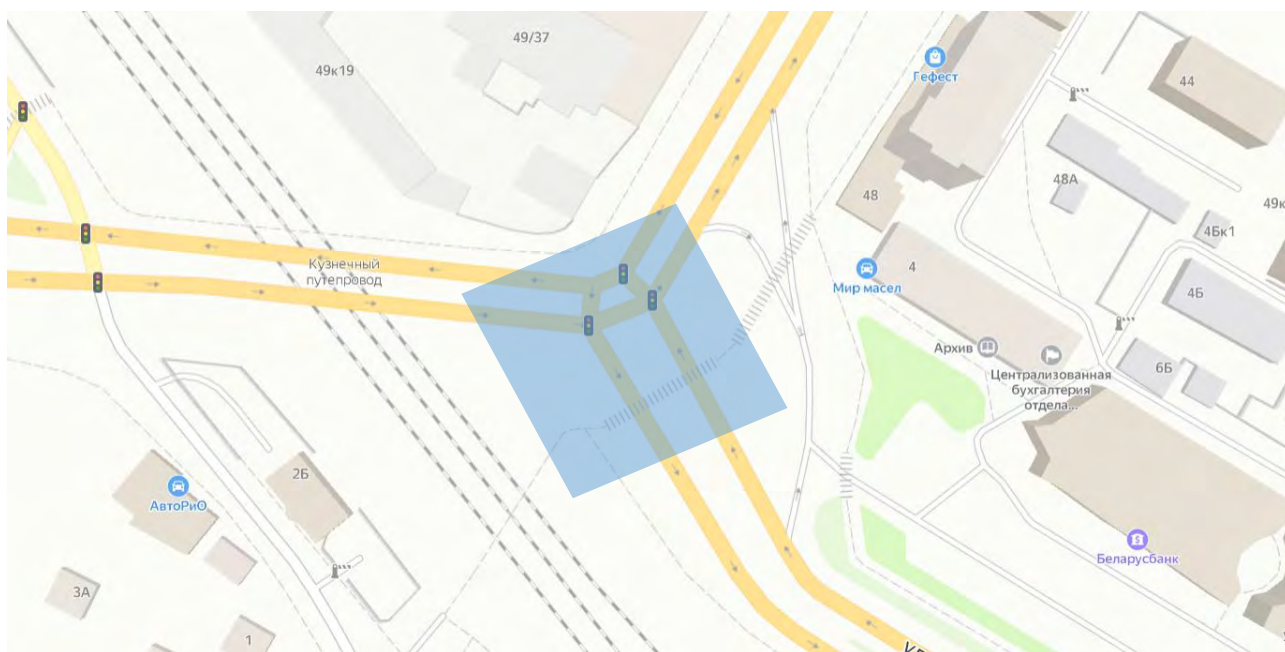 49/37
49к19
Гефест
44
48
48А
49к
4Бк1
Кузнечный
путепровод
4
Мир масел
4Б
Архив
Централизованная
бухгалтерия
отдела...
6Б
2Б
АвтоРиО
Беларусбанк
3А
1